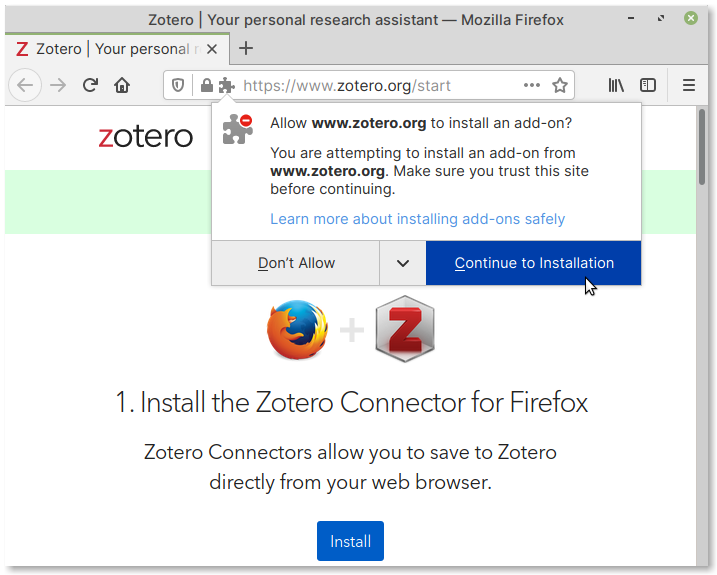 Zotero | Your personal research assistant — Mozilla Firefox
Zotero | Your personal r
https://www.zotero.org/start
zotero
Allow www.zotero.org to install an add-on?
You are attempting to install an add-on from
www.zotero.org. Make sure you trust this site
before continuing.
Learn more about installing add-ons safely
Don't Allow
Continue to Installation
Z
1. Install the Zotero Connector for Firefox
Zotero Connectors allow you to save to Zotero
directly from your web browser.
Install